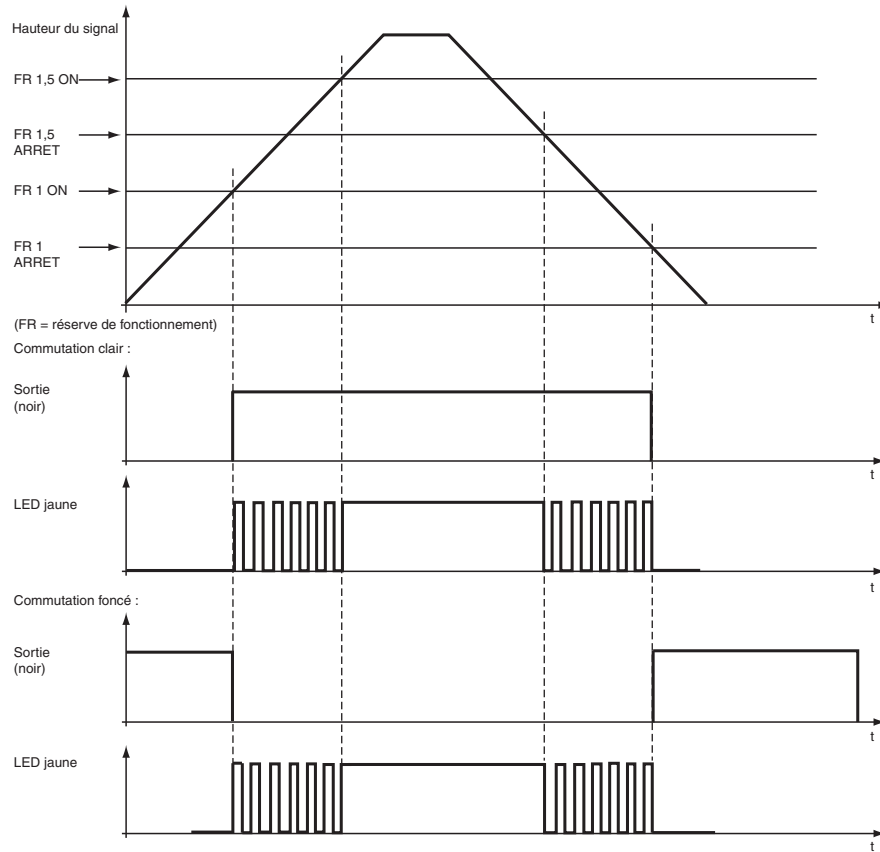 Hauteur du signal
FR 1,5 ON
FR 1,5
ARRET
FR 1 ON
FR 1
ARRET
t
(FR = réserve de fonctionnement)
Commutation clair :
Sortie
(noir)
t
LED jaune
t
Commutation foncé :
Sortie
(noir)
t
LED jaune
t